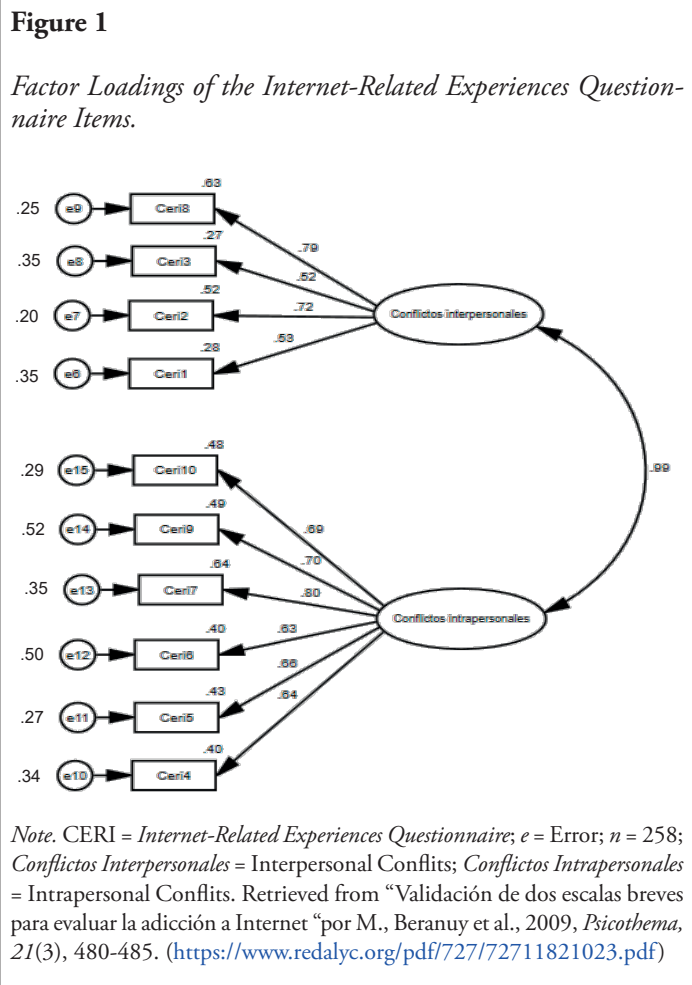 Figure 1
Factor Loadings of the Internet-Related Experiences Question-
naire Items.
.63
.25 e9 Ceri8
.79
.27
.35 e8 Ceri3
.52
.52
.20 e7 Ceri2
.72
Conflictos interpersonales
.53
.28
.35 e6 Ceri1
.48
.29 e15 Ceri10
.99
.49
.52 e14 Ceri9
.69
.70
.64
.35 e13 Ceri7
.80
Conflictos intrapersonales
.40
.63
.50 e12 Ceri6
.66
.43
.64
.27 e11 Ceri5
.40
.34 e10 Ceri4
Note. CERI = Internet-Related Experiences Questionnaire; e = Error; n = 258;
Conflictos Interpersonales = Interpersonal Conflits; Conflictos Intrapersonales
= Intrapersonal Conflits. Retrieved from “Validación de dos escalas breves
para evaluar la adicción a Internet “por M., Beranuy et al., 2009, Psicothema,
21(3), 480-485. (https://www.redalyc.org/pdf/727/72711821023.pdf)